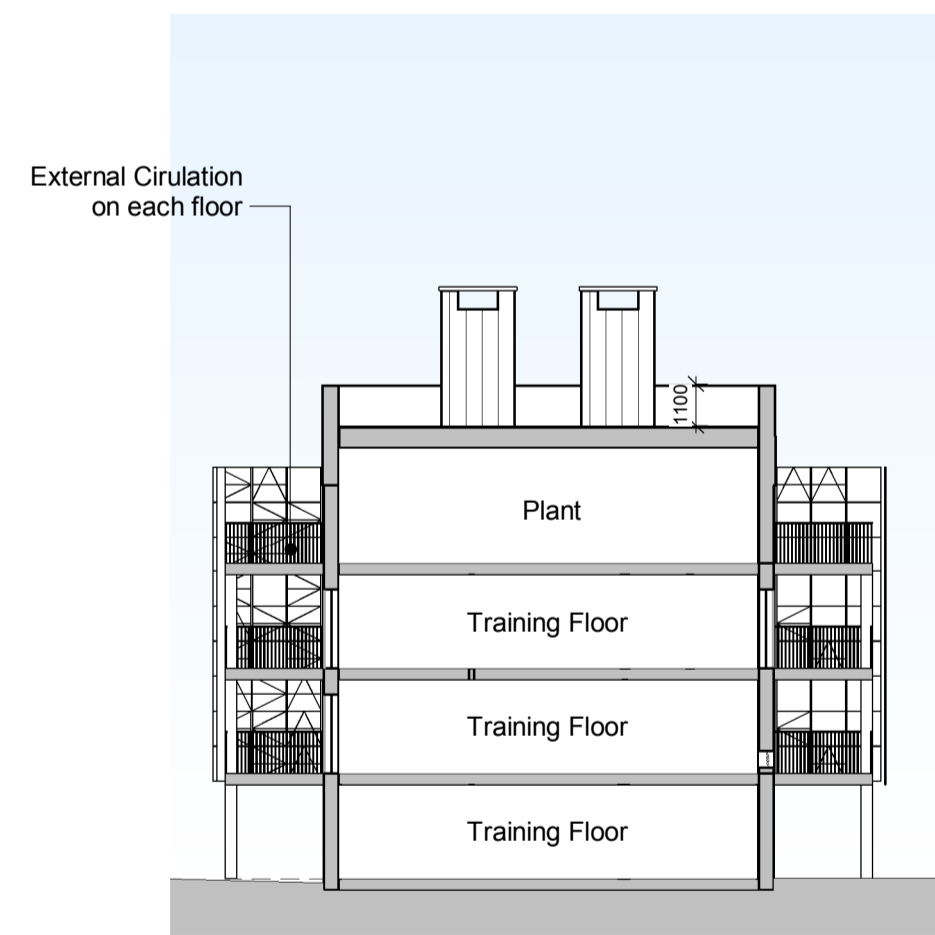 External Cirulation
on each floor
1100
Plant
Training Floor
Training Floor
Training Floor